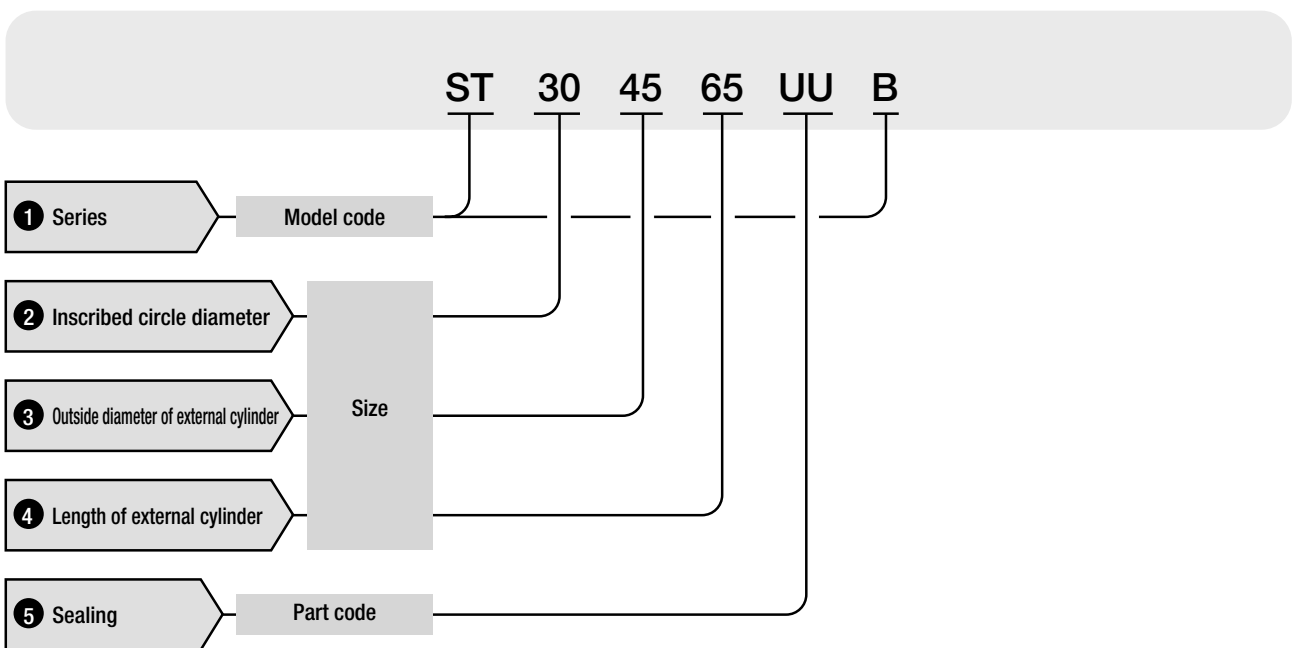 ST 30 45 65 UU B
1 Series Model code
2 Inscribed circle diameter
3 Outside diameter of external cylinder Size
4 Length of external cylinder
5 Sealing Part code